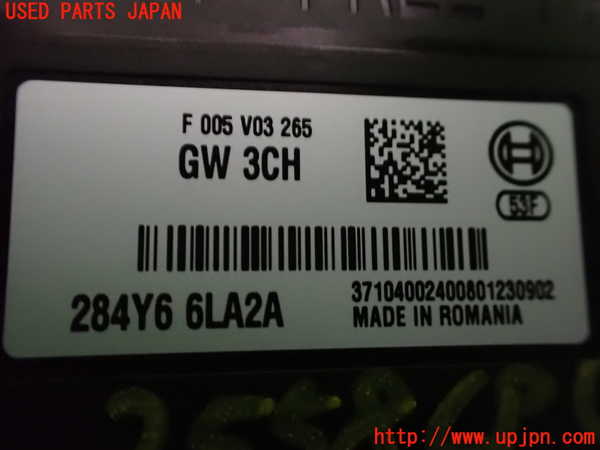 USED PARTS JAPAN
F 005 V03 265
GW 3CH
53F
284Y6 6LA2A
37104002400801230902
MADE IN ROMANIA
http://www.upjpn.com/